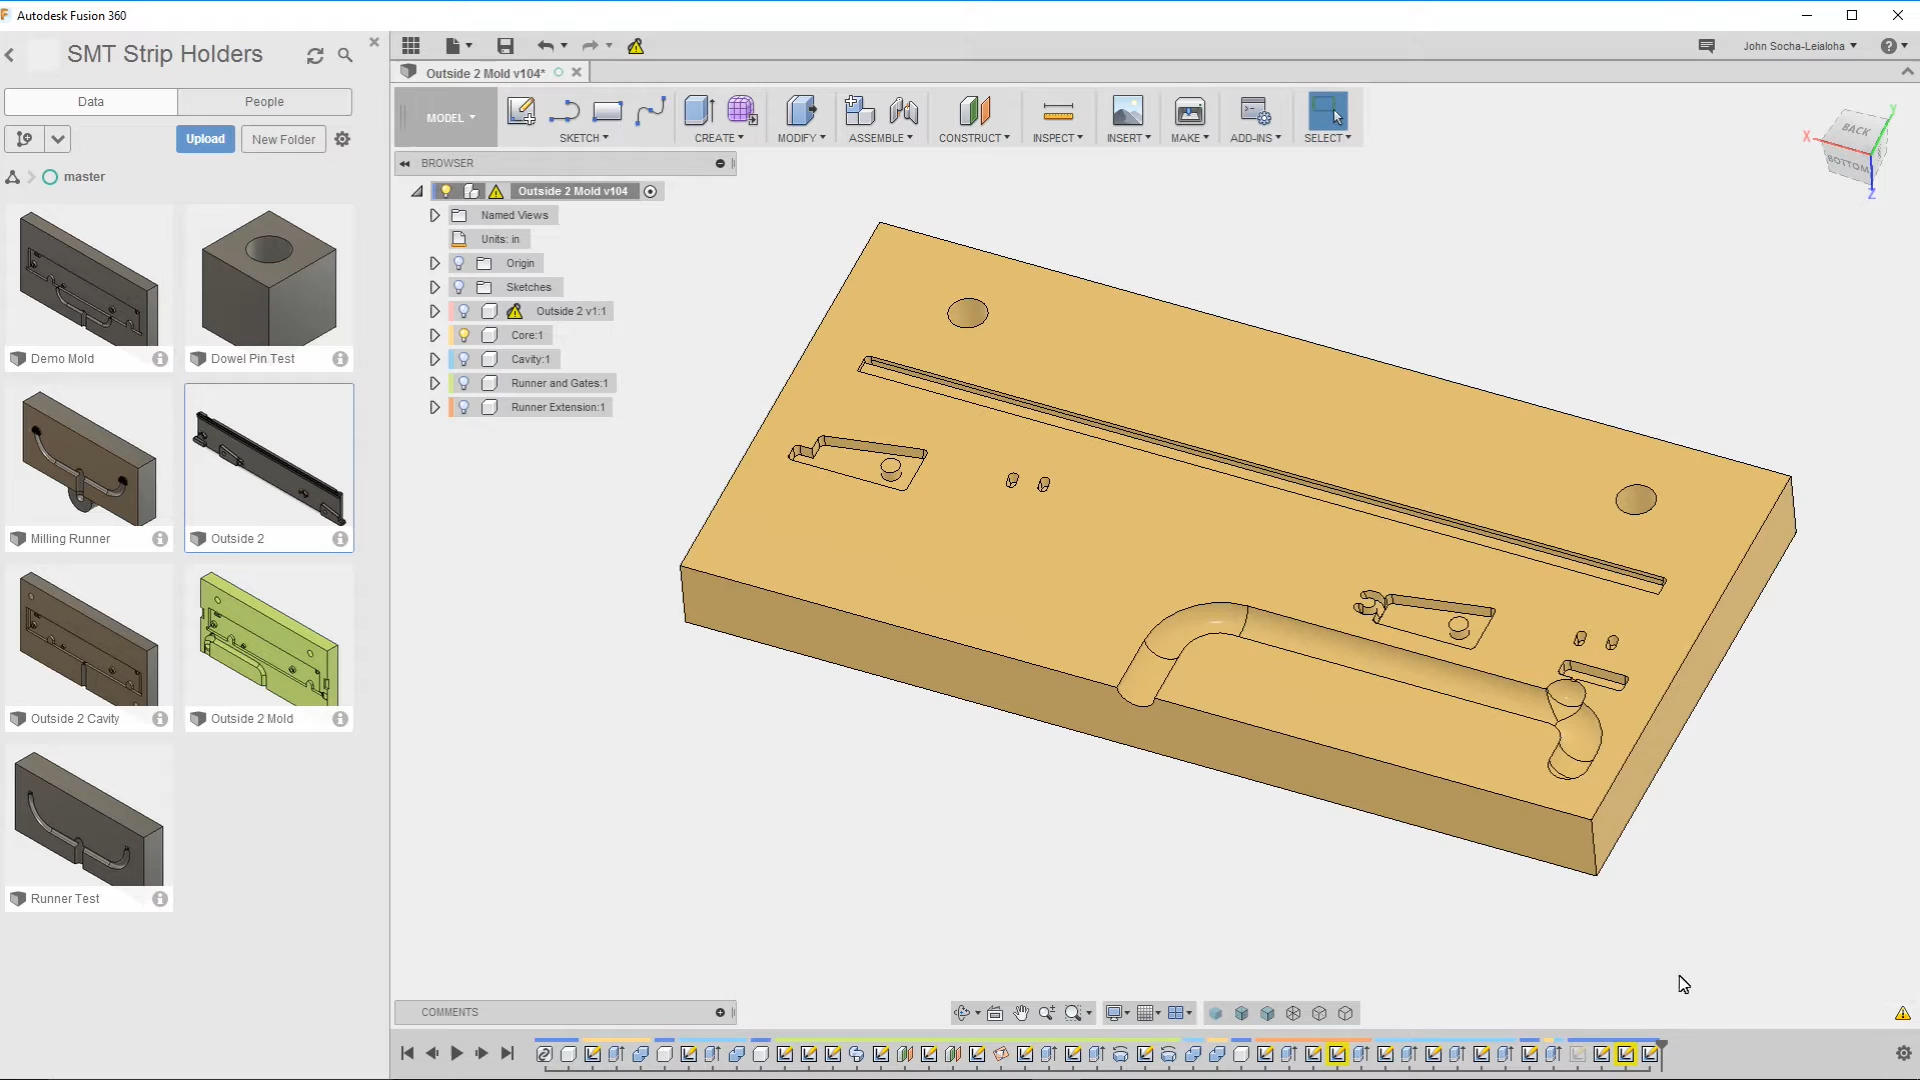 Autodesk Fusion 360
SMT Strip Holders
Data
People
Upload
New Folder
master
Demo Mold
Dowel Pin Test
Milling Runner
Outside 2
Outside 2 Cavity
Outside 2 Mold
Runner Test
John Socha-Leialoha
Outside 2 Mold v104*
MODEL
SKETCH
CREATE
MODIFY
ASSEMBLE
CONSTRUCT
INSPECT
INSERT
MAKE
ADD-INS
SELECT
BROWSER
Outside 2 Mold v104
Named Views
Units: in
Origin
Sketches
Outside 2 v1:1
Core:1
Cavity:1
Runner and Gates:1
Runner Extension:1
X
Y
BACK
BOTTOM
Z
COMMENTS